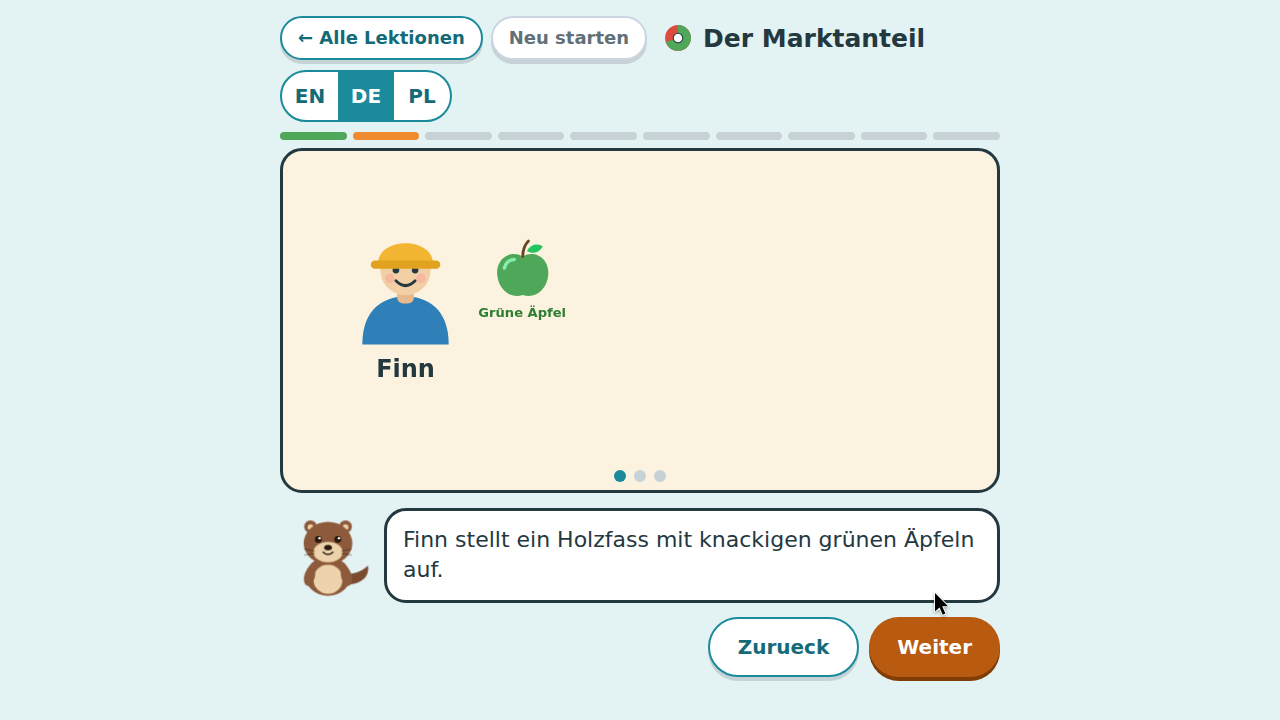 ← Alle Lektionen
Neu starten
Der Marktanteil
EN DE PL
Grüne Äpfel
Finn
Finn stellt ein Holzfass mit knackigen grünen Äpfeln
auf.
Zurueck
Weiter